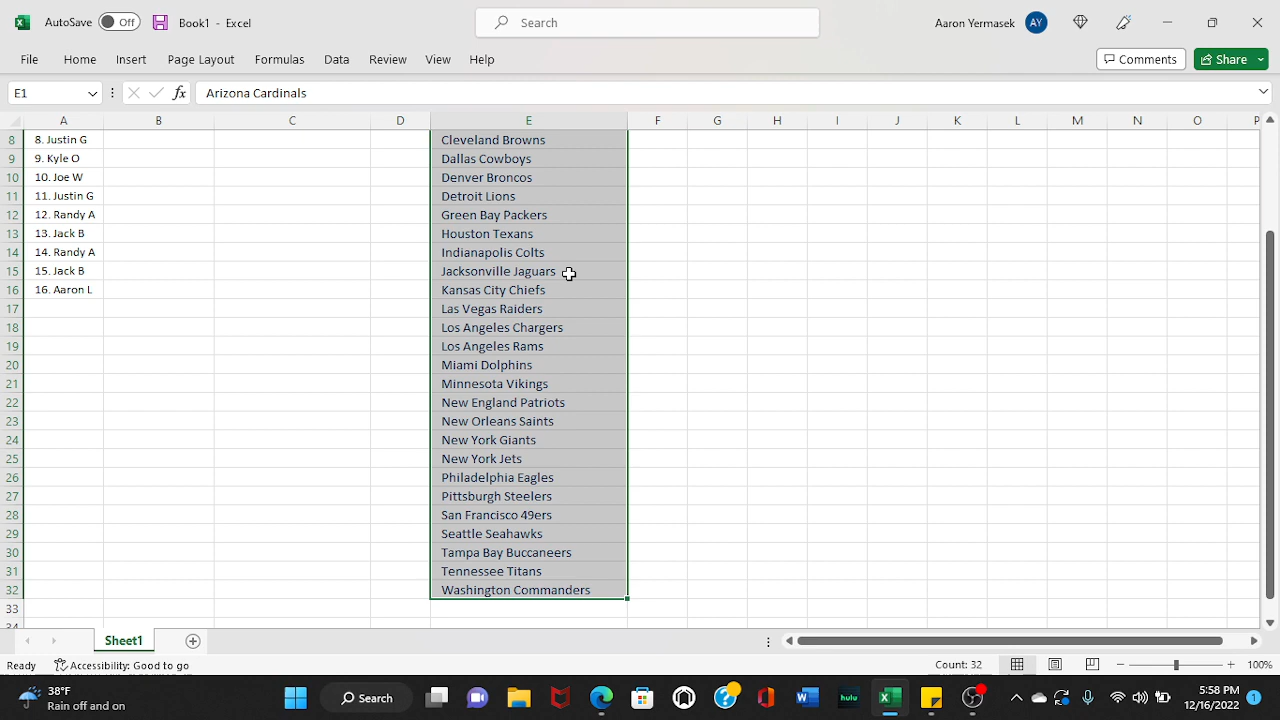 AutoSave Off Book1 - Excel Search Aaron Yermasek AY
File Home Insert Page Layout Formulas Data Review View Help Comments Share
E1 fx Arizona Cardinals
A B C D E F G H I J K L M N O P
8 8. Justin G Cleveland Browns
9 9. Kyle O Dallas Cowboys
10 10. Joe W Denver Broncos
11 11. Justin G Detroit Lions
12 12. Randy A Green Bay Packers
13 13. Jack B Houston Texans
14 14. Randy A Indianapolis Colts
15 15. Jack B Jacksonville Jaguars
16 16. Aaron L Kansas City Chiefs
17 Las Vegas Raiders
18 Los Angeles Chargers
19 Los Angeles Rams
20 Miami Dolphins
21 Minnesota Vikings
22 New England Patriots
23 New Orleans Saints
24 New York Giants
25 New York Jets
26 Philadelphia Eagles
27 Pittsburgh Steelers
28 San Francisco 49ers
29 Seattle Seahawks
30 Tampa Bay Buccaneers
31 Tennessee Titans
32 Washington Commanders
33
34
Sheet1
Ready Accessibility: Good to go Count: 32 100%
38°F Search hulu 5:58 PM
Rain off and on 12/16/2022 1